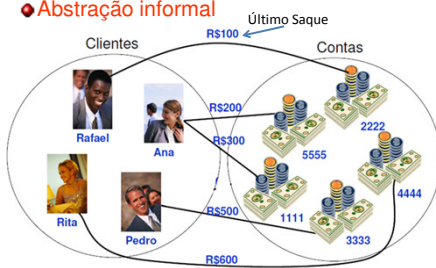 Abstração informal
Último Saque
R$100
Clientes
Contas
R$200
2222
Rafael
Ana
R$300
5555
4444
R$500
1111
Rita
Pedro
3333
R$600